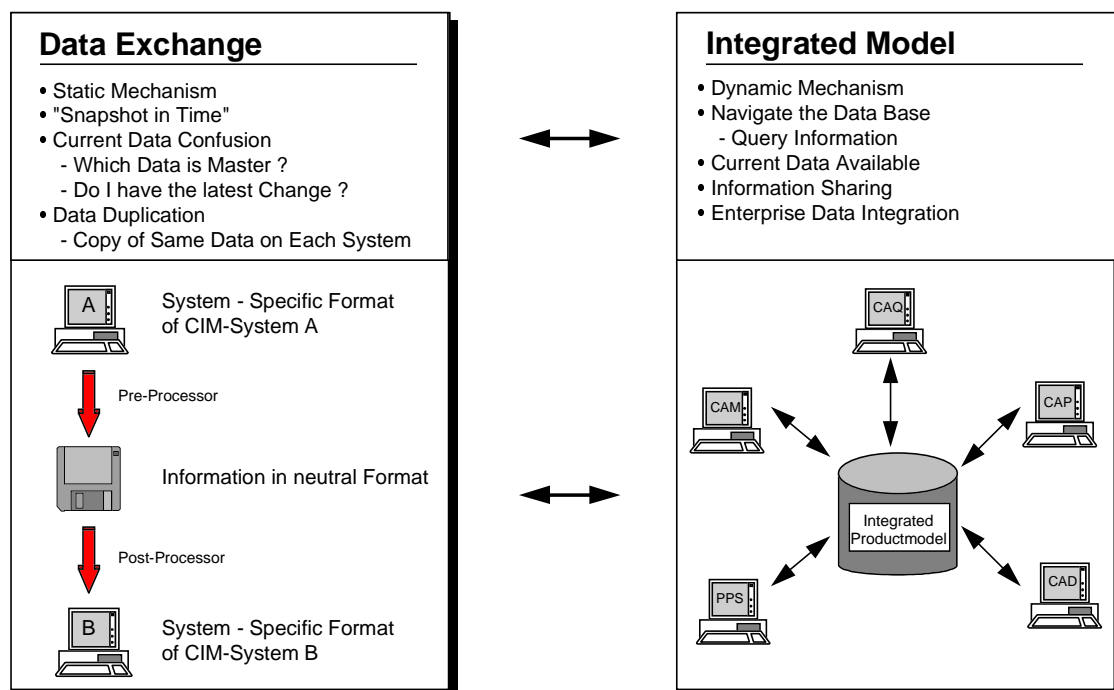 Data Exchange
• Static Mechanism
• "Snapshot in Time"
• Current Data Confusion
- Which Data is Master ?
- Do I have the latest Change ?
• Data Duplication
- Copy of Same Data on Each System
A
System - Specific Format
of CIM-System A
Pre-Processor
Information in neutral Format
Post-Processor
B
System - Specific Format
of CIM-System B
Integrated Model
• Dynamic Mechanism
• Navigate the Data Base
- Query Information
• Current Data Available
• Information Sharing
• Enterprise Data Integration
CAQ
CAM
CAP
Integrated
Productmodel
PPS
CAD